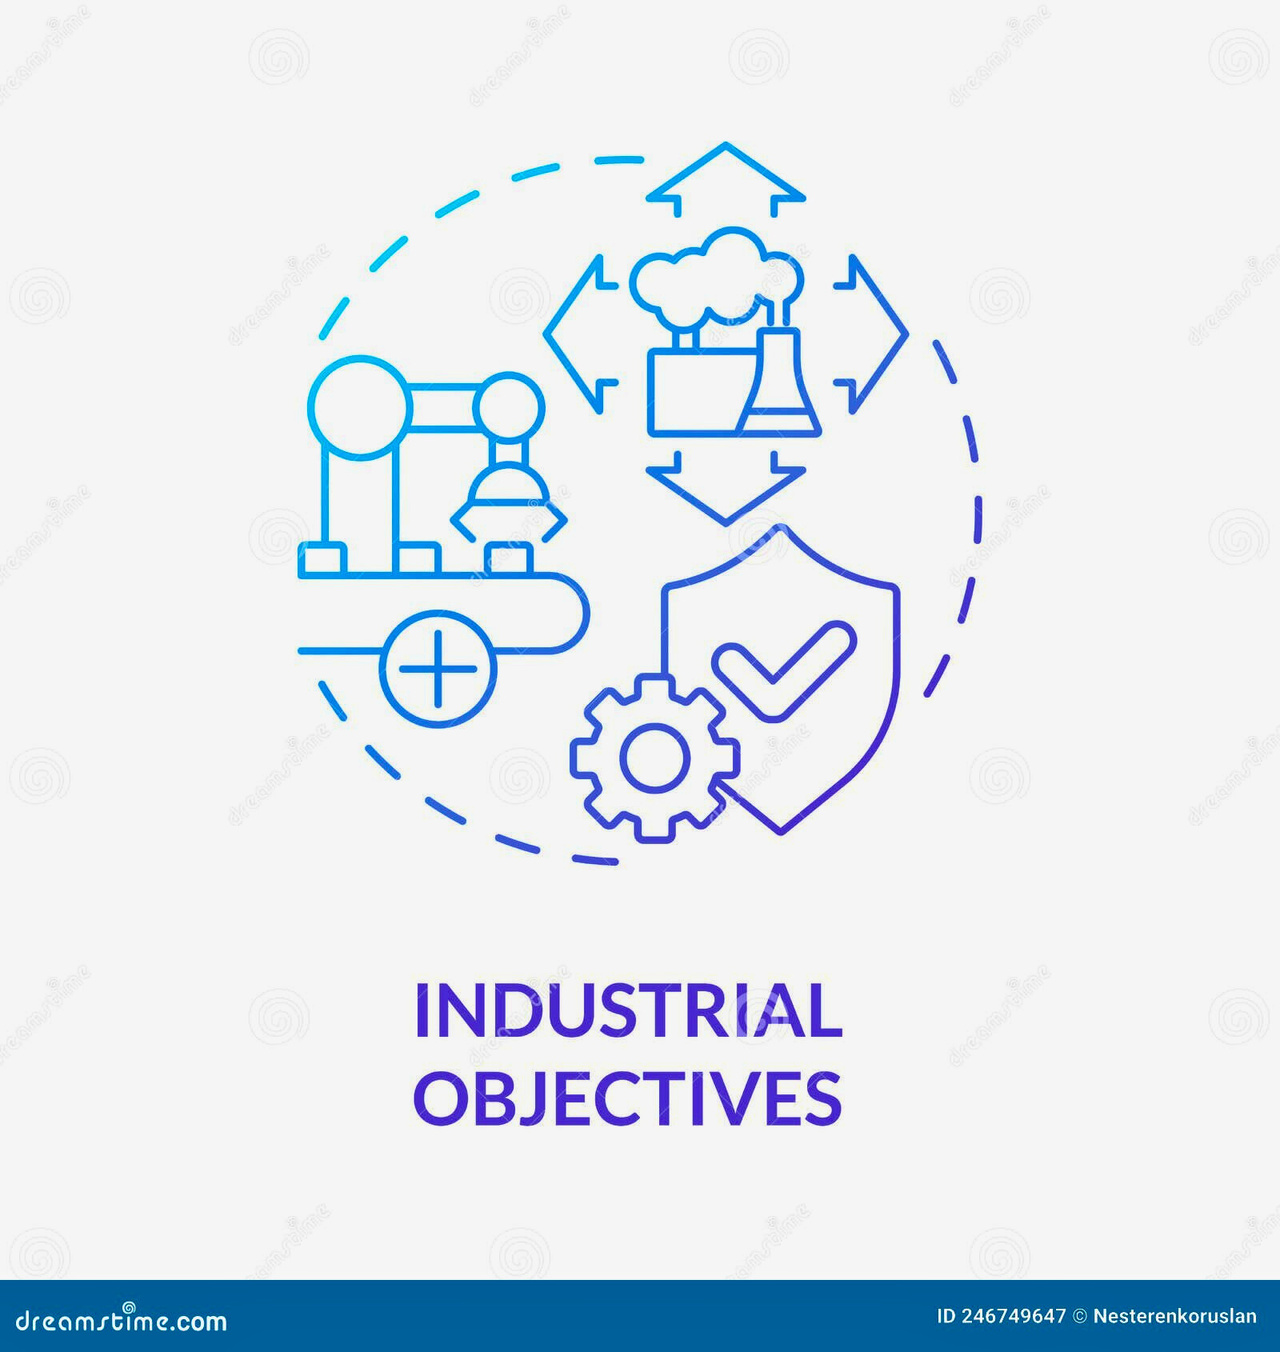 INDUSTRIAL
OBJECTIVES
dreamstime.com
ID 246749647 © Nesterenkoruslan